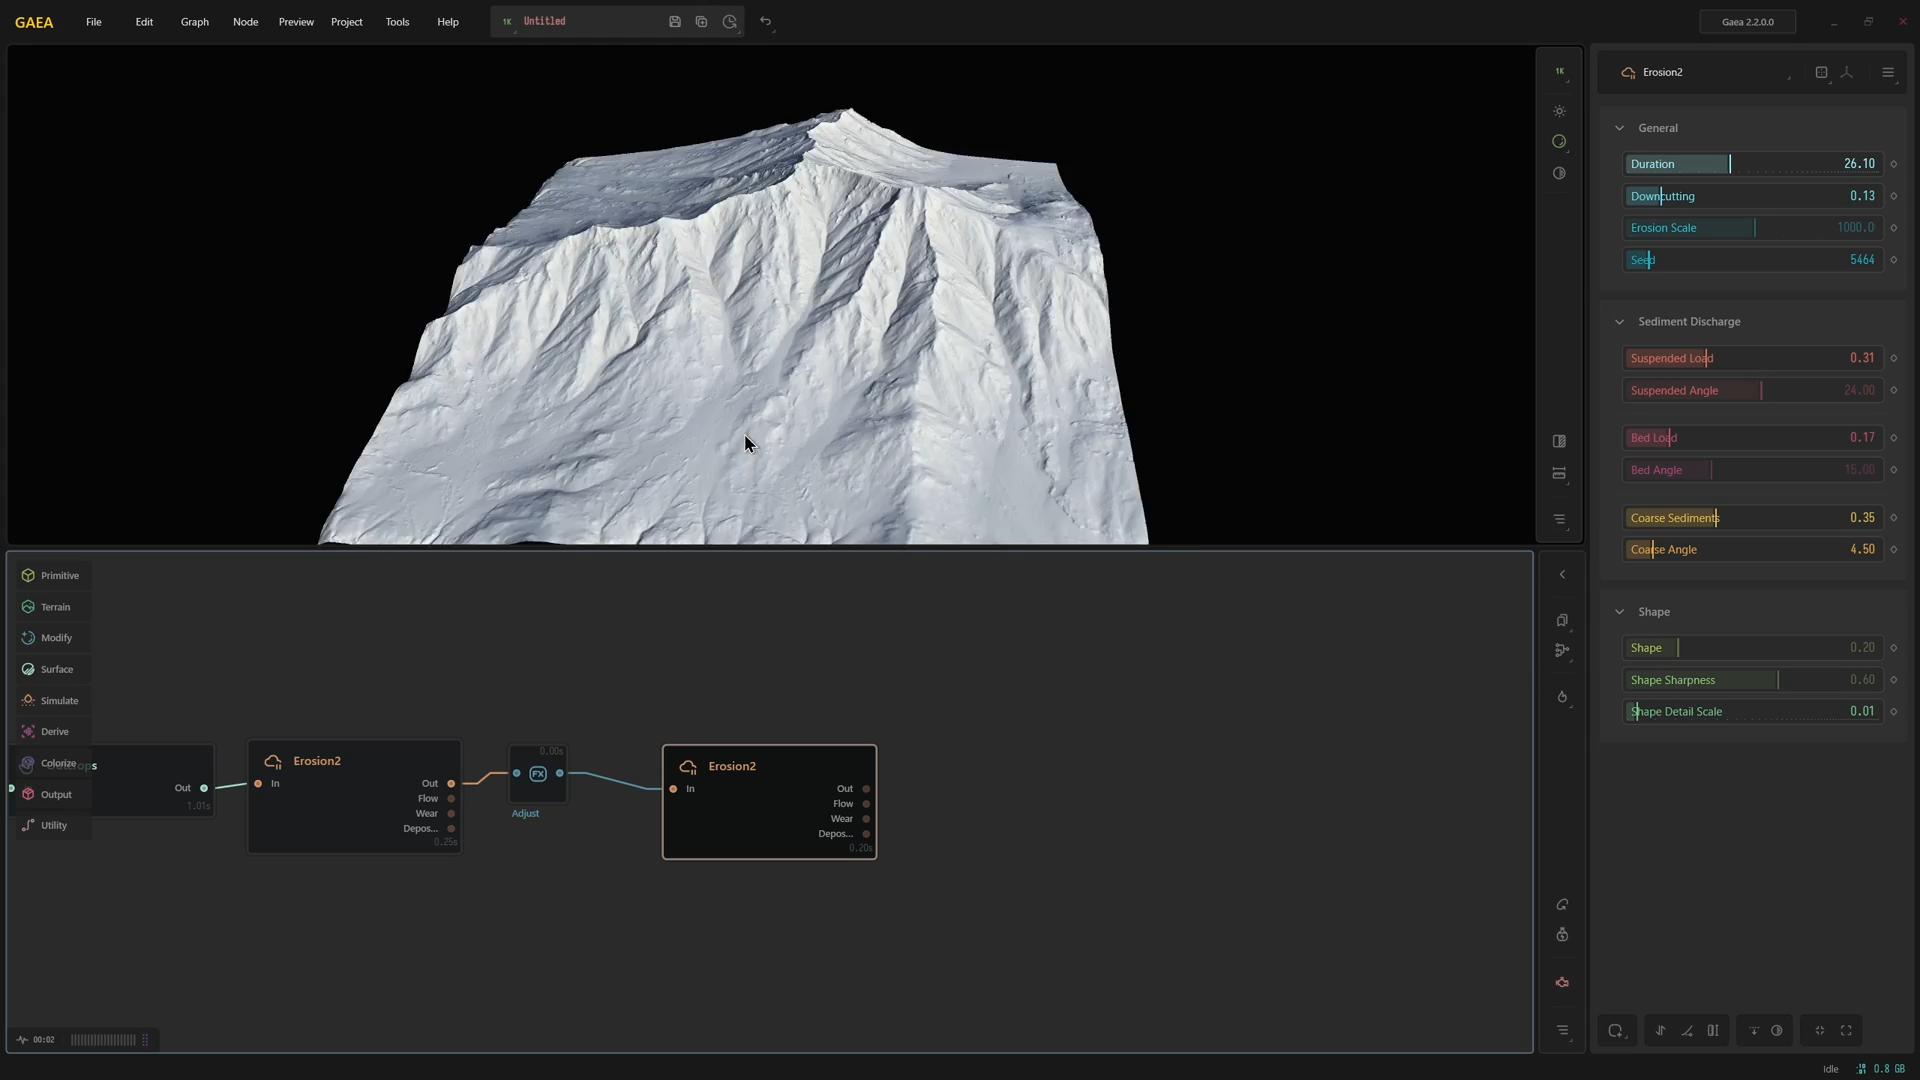 GAEA File Edit Graph Node Preview Project Tools Help 1K Untitled Gaea 2.2.0.0
1K
Erosion2
General
Duration 26.10
Downcutting 0.13
Erosion Scale 1000.0
Seed 5464
Sediment Discharge
Suspended Load 0.31
Suspended Angle 24.00
Bed Load 0.17
Bed Angle 15.00
Coarse Sediments 0.35
Coarse Angle 4.50
Shape
Shape 0.20
Shape Sharpness 0.60
Shape Detail Scale 0.01
Primitive
Terrain
Modify
Surface
Simulate
Derive
Colorize
Output
Utility
Out
1.01s
Erosion2
In Out
Flow
Wear
Depos...
0.25s
0.00s
FX
Adjust
Erosion2
In Out
Flow
Wear
Depos...
0.20s
00:02
Idle 0.8 GB